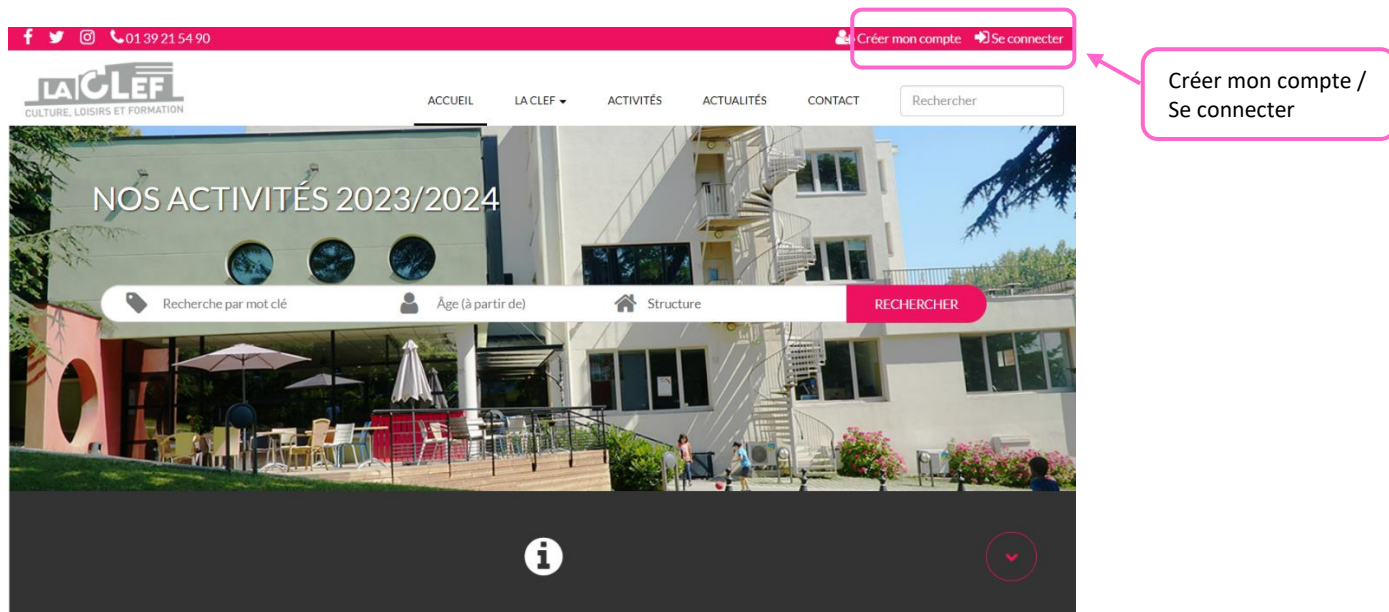 01 39 21 54 90
Créer mon compte
Se connecter
LA CLEF
CULTURE, LOISIRS ET FORMATION
ACCUEIL
LA CLEF
ACTIVITÉS
ACTUALITÉS
CONTACT
Rechercher
Créer mon compte /
Se connecter
NOS ACTIVITÉS 2023/2024
Recherche par mot clé
Âge (à partir de)
Structure
RECHERCHER